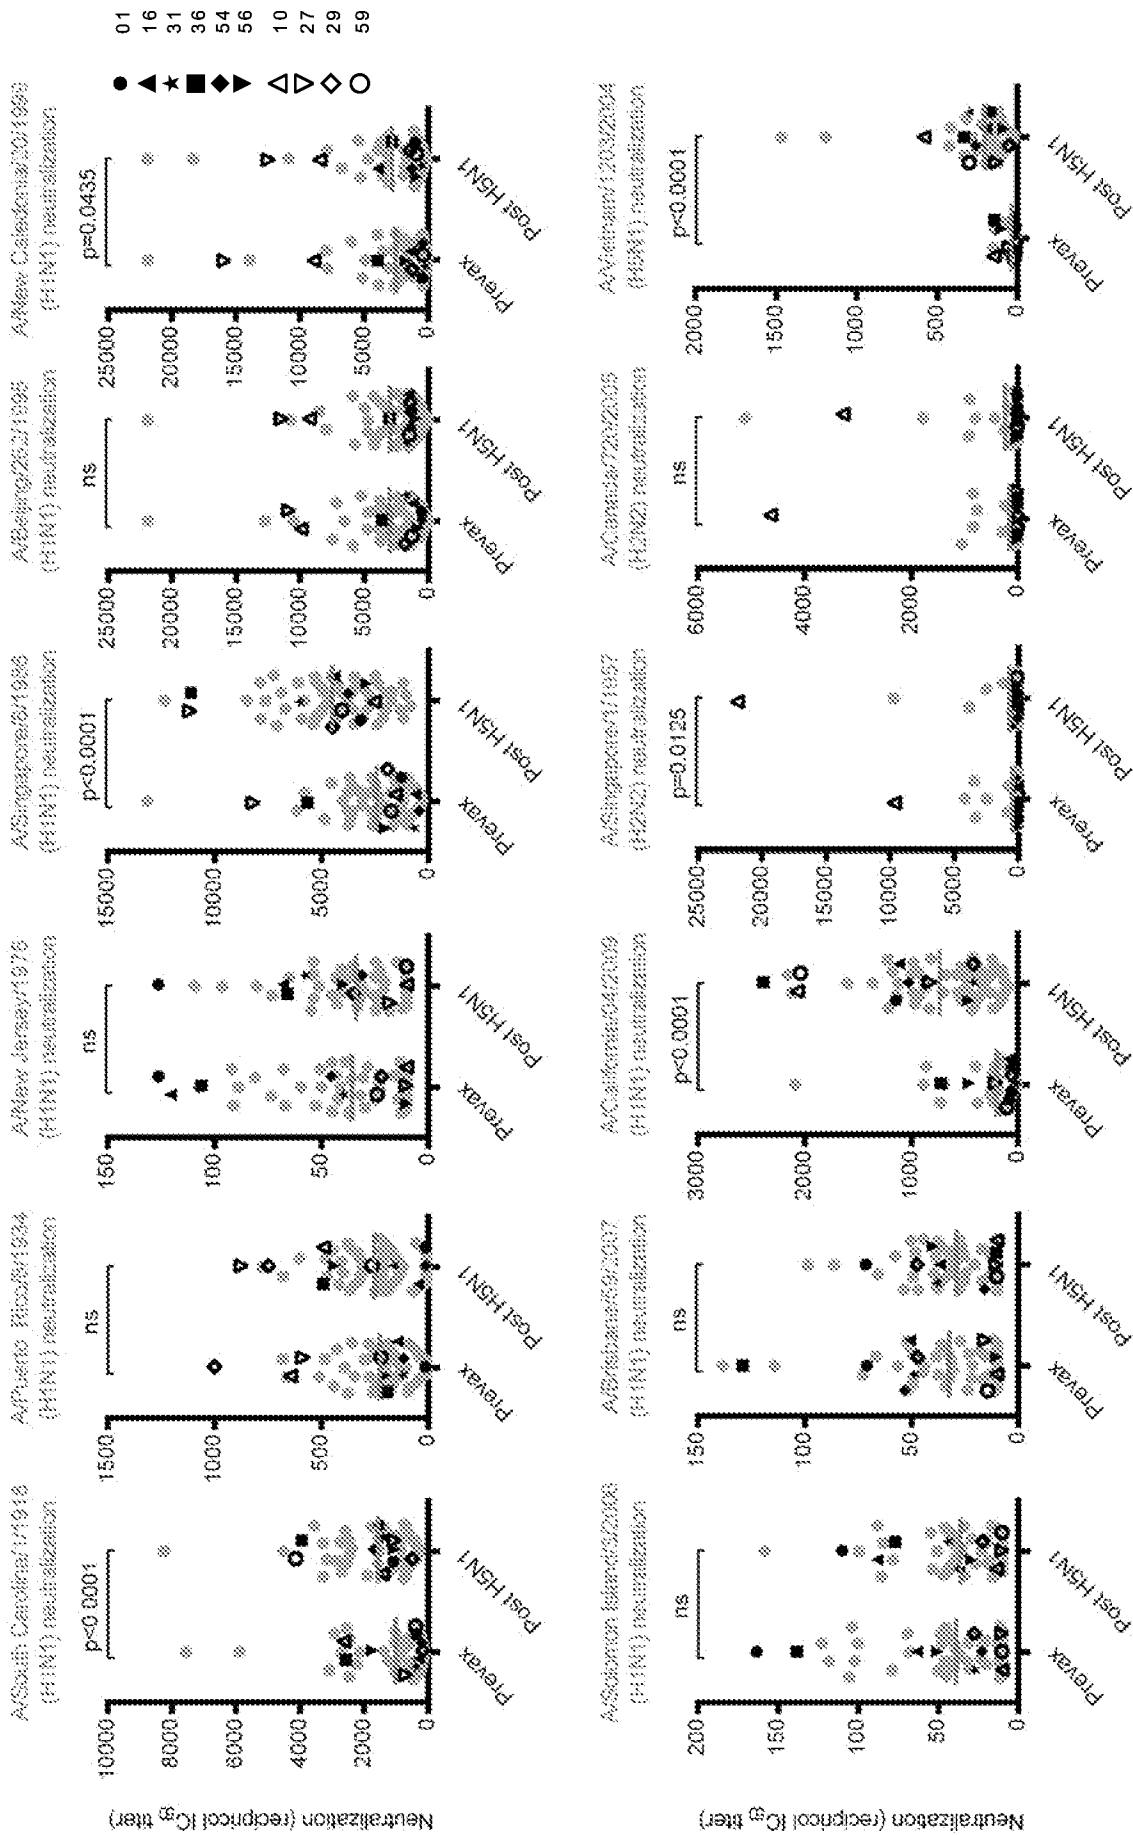 A/South Carolina/1/1918
(H1N1) neutralization
p<0.0001
10000
8000
6000
4000
2000
0
Prevax
Post H5N1
Neutralization (reciprical IC50 titer)
A/Puerto Rico/8/1934
(H1N1) neutralization
ns
1500
1000
500
0
Prevax
Post H5N1
A/New Jersey/1976
(H1N1) neutralization
ns
150
100
50
0
Prevax
Post H5N1
A/Singapore/6/1986
(H1N1) neutralization
p<0.0001
15000
10000
5000
0
Prevax
Post H5N1
A/Beijing/262/1995
(H1N1) neutralization
ns
25000
20000
15000
10000
5000
0
Prevax
Post H5N1
A/New Caledonia/20/1999
(H1N1) neutralization
p=0.0435
25000
20000
15000
10000
5000
0
Prevax
Post H5N1
01
16
31
36
54
56
10
27
29
59
A/Solomon Island/3/2006
(H1N1) neutralization
ns
200
150
100
50
0
Prevax
Post H5N1
Neutralization (reciprical IC50 titer)
A/Brisbane/59/2007
(H1N1) neutralization
ns
150
100
50
0
Prevax
Post H5N1
A/California/04/2009
(H1N1) neutralization
p<0.0001
3000
2000
1000
0
Prevax
Post H5N1
A/Singapore/1/1957
(H2N2) neutralization
p=0.0125
25000
20000
15000
10000
5000
0
Prevax
Post H5N1
A/Canada/720/2005
(H2N2) neutralization
ns
6000
4000
2000
0
Prevax
Post H5N1
A/Vietnam/1203/2004
(H5N1) neutralization
p<0.0001
2000
1000
500
0
Prevax
Post H5N1